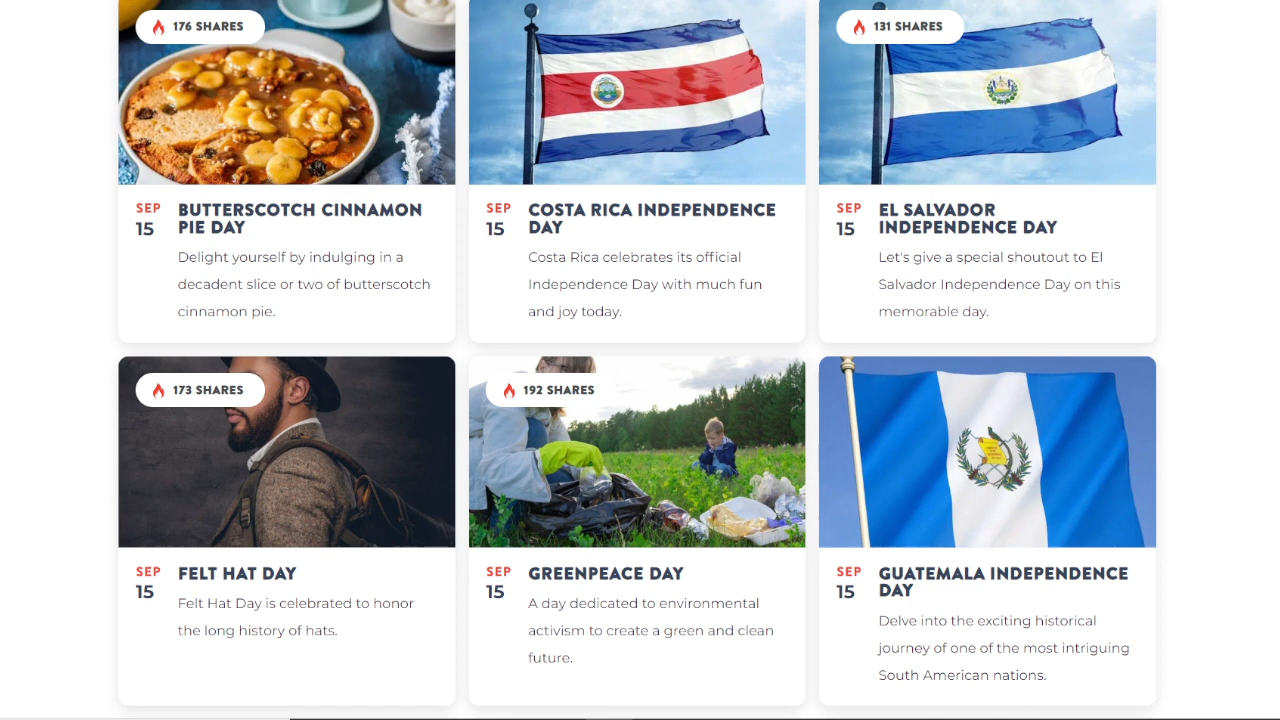 176 SHARES
131 SHARES
SEP
15
BUTTERSCOTCH CINNAMON
PIE DAY
Delight yourself by indulging in a
decadent slice or two of butterscotch
cinnamon pie.
SEP
15
COSTA RICA INDEPENDENCE
DAY
Costa Rica celebrates its official
Independence Day with much fun
and joy today.
SEP
15
EL SALVADOR
INDEPENDENCE DAY
Let's give a special shoutout to El
Salvador Independence Day on this
memorable day.
173 SHARES
192 SHARES
SEP
15
FELT HAT DAY
Felt Hat Day is celebrated to honor
the long history of hats.
SEP
15
GREENPEACE DAY
A day dedicated to environmental
activism to create a green and clean
future.
SEP
15
GUATEMALA INDEPENDENCE
DAY
Delve into the exciting historical
journey of one of the most intriguing
South American nations.